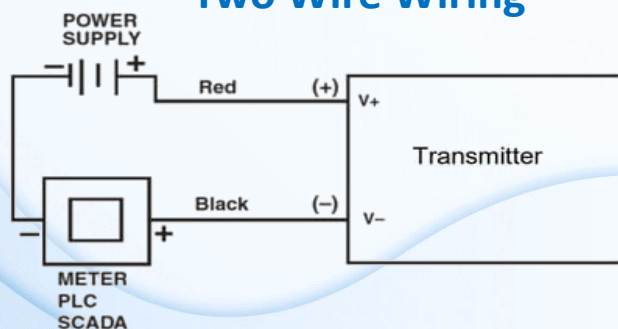 Two Wire Wiring
POWER
SUPPLY
− +
Red (+) V+
Transmitter
Black (−) V−
− +
METER
PLC
SCADA